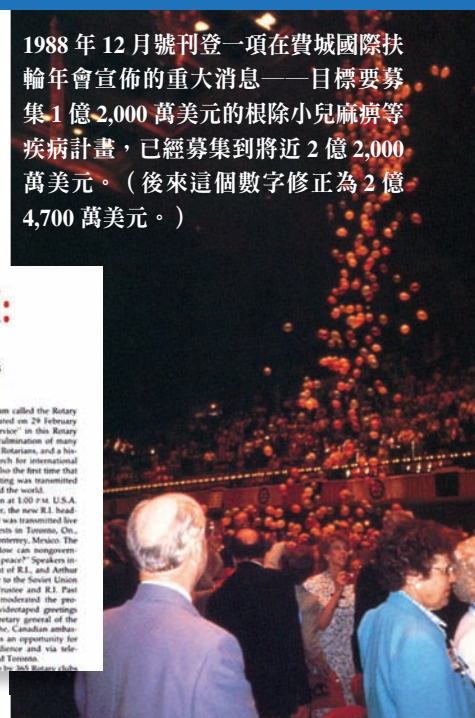 1988 年 12 月號刊登一項在費城國際扶
輪年會宣佈的重大消息——目標要募
集 1 億 2,000 萬美元的根除小兒麻痹等
疾病計畫，已經募集到將近 2 億 2,000
萬美元。（後來這個數字修正為 2 億
4,700 萬美元。）
:
um called the Rotary
ated on 29 February
rvice" in this Rotary
ulmination of many
Rotarians, and a his-
rch for international
lso the first time that
ting was transmitted
d the world.
n at 1:00 P.M. U.S.A.
r, the new R.I. head-
was transmitted live
ests in Toronto, On.,
onterrey, Mexico. The
low can nongovern-
peace?" Speakers in-
t of R.I., and Arthur
to the Soviet Union
rustee and R.I. Past
moderated the pro-
videotaped greetings
retary general of the
he, Canadian ambas-
s an opportunity for
dience and via tele-
d Toronto.
by 365 Rotary clubs